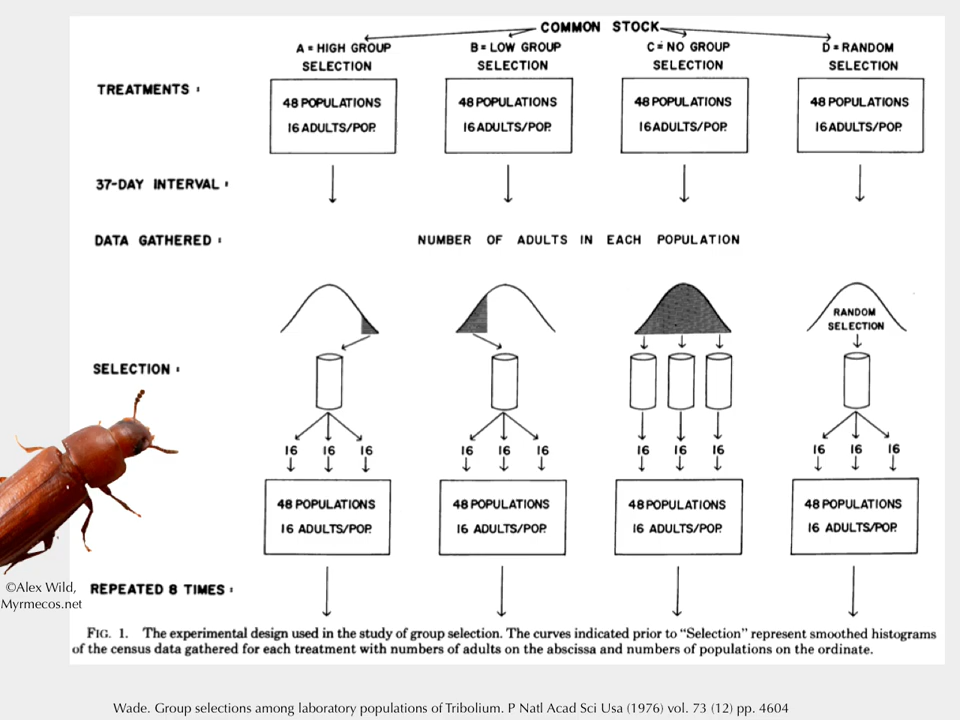 COMMON STOCK
A = HIGH GROUP SELECTION
B = LOW GROUP SELECTION
C = NO GROUP SELECTION
D = RANDOM SELECTION
TREATMENTS :
48 POPULATIONS
16 ADULTS/POP.
48 POPULATIONS
16 ADULTS/POP.
48 POPULATIONS
16 ADULTS/POP.
48 POPULATIONS
16 ADULTS/POP.
37-DAY INTERVAL :
DATA GATHERED :
NUMBER OF ADULTS IN EACH POPULATION
RANDOM
SELECTION
SELECTION :
16 16 16
16 16 16
16 16 16
16 16 16
48 POPULATIONS
16 ADULTS/POP.
48 POPULATIONS
16 ADULTS/POP.
48 POPULATIONS
16 ADULTS/POP.
48 POPULATIONS
16 ADULTS/POP.
©Alex Wild,
Myrmecos.net
REPEATED 8 TIMES :
FIG. 1. The experimental design used in the study of group selection. The curves indicated prior to “Selection” represent smoothed histograms
of the census data gathered for each treatment with numbers of adults on the abscissa and numbers of populations on the ordinate.
Wade. Group selections among laboratory populations of Tribolium. P Natl Acad Sci Usa (1976) vol. 73 (12) pp. 4604